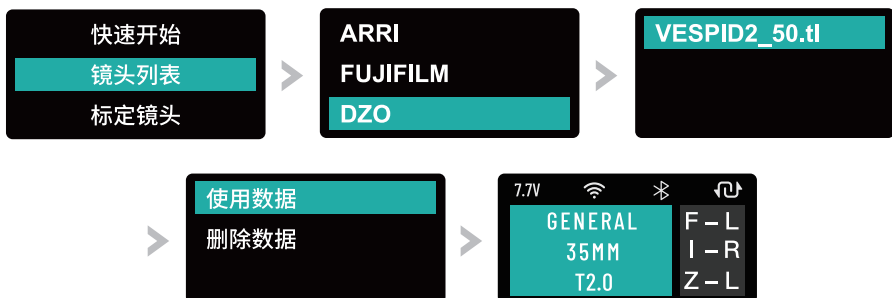 快速开始
镜头列表
标定镜头
ARRI
FUJIFILM
DZO
VESPID2_50.tl
使用数据
删除数据
7.7V
GENERAL
35MM
T2.0
F – L
I – R
Z – L